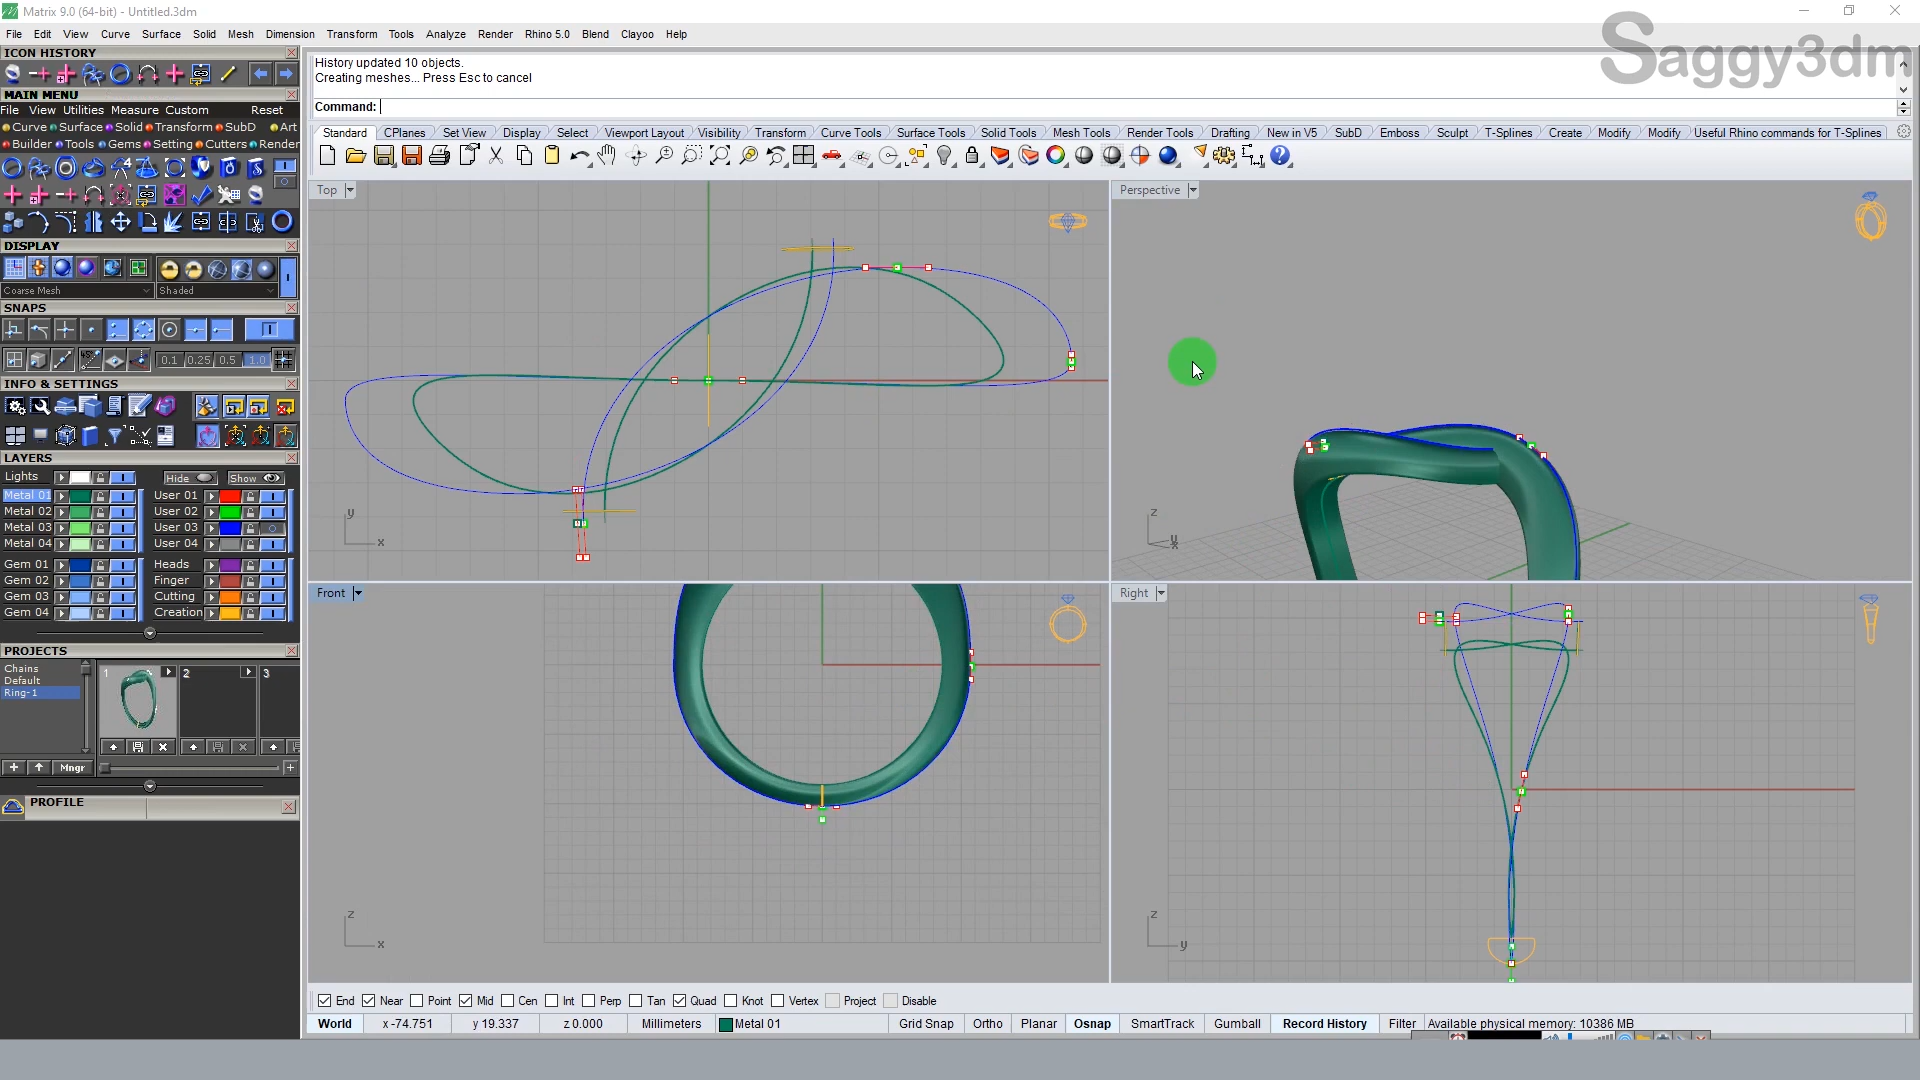 Matrix 9.0 (64-bit) - Untitled.3dm
File Edit View Curve Surface Solid Mesh Dimension Transform Tools Analyze Render Rhino 5.0 Blend Clayoo Help
Saggy3dm
ICON HISTORY
History updated 10 objects.
Creating meshes... Press Esc to cancel
Command:
MAIN MENU
File View Utilities Measure Custom Reset
Curve Surface Solid Transform SubD Art
Builder Tools Gems Setting Cutters Render
Standard CPlanes Set View Display Select Viewport Layout Visibility Transform Curve Tools Surface Tools Solid Tools Mesh Tools Render Tools Drafting New in V5 SubD Emboss Sculpt T-Splines Create Modify Modify Useful Rhino commands for T-Splines
Top
Perspective
DISPLAY
Coarse Mesh Shaded
SNAPS
0.1 0.25 0.5 1.0
INFO & SETTINGS
LAYERS
Lights Hide Show
Metal 01 User 01
Metal 02 User 02
Metal 03 User 03
Metal 04 User 04
Gem 01 Heads
Gem 02 Finger
Gem 03 Cutting
Gem 04 Creation
y
x
z
y
x
Front
Right
PROJECTS
Chains
Default
Ring-1
1 2 3
Mngr
PROFILE
z
x
z
y
End Near Point Mid Cen Int Perp Tan Quad Knot Vertex Project Disable
World x -74.751 y 19.337 z 0.000 Millimeters Metal 01 Grid Snap Ortho Planar Osnap SmartTrack Gumball Record History Filter Available physical memory: 10386 MB